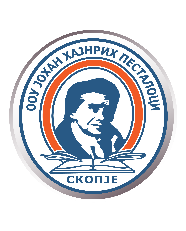 ООУ ЈОХАН ХАЈНРИХ ПЕСТАЛОЦИ
СКОПЈЕ